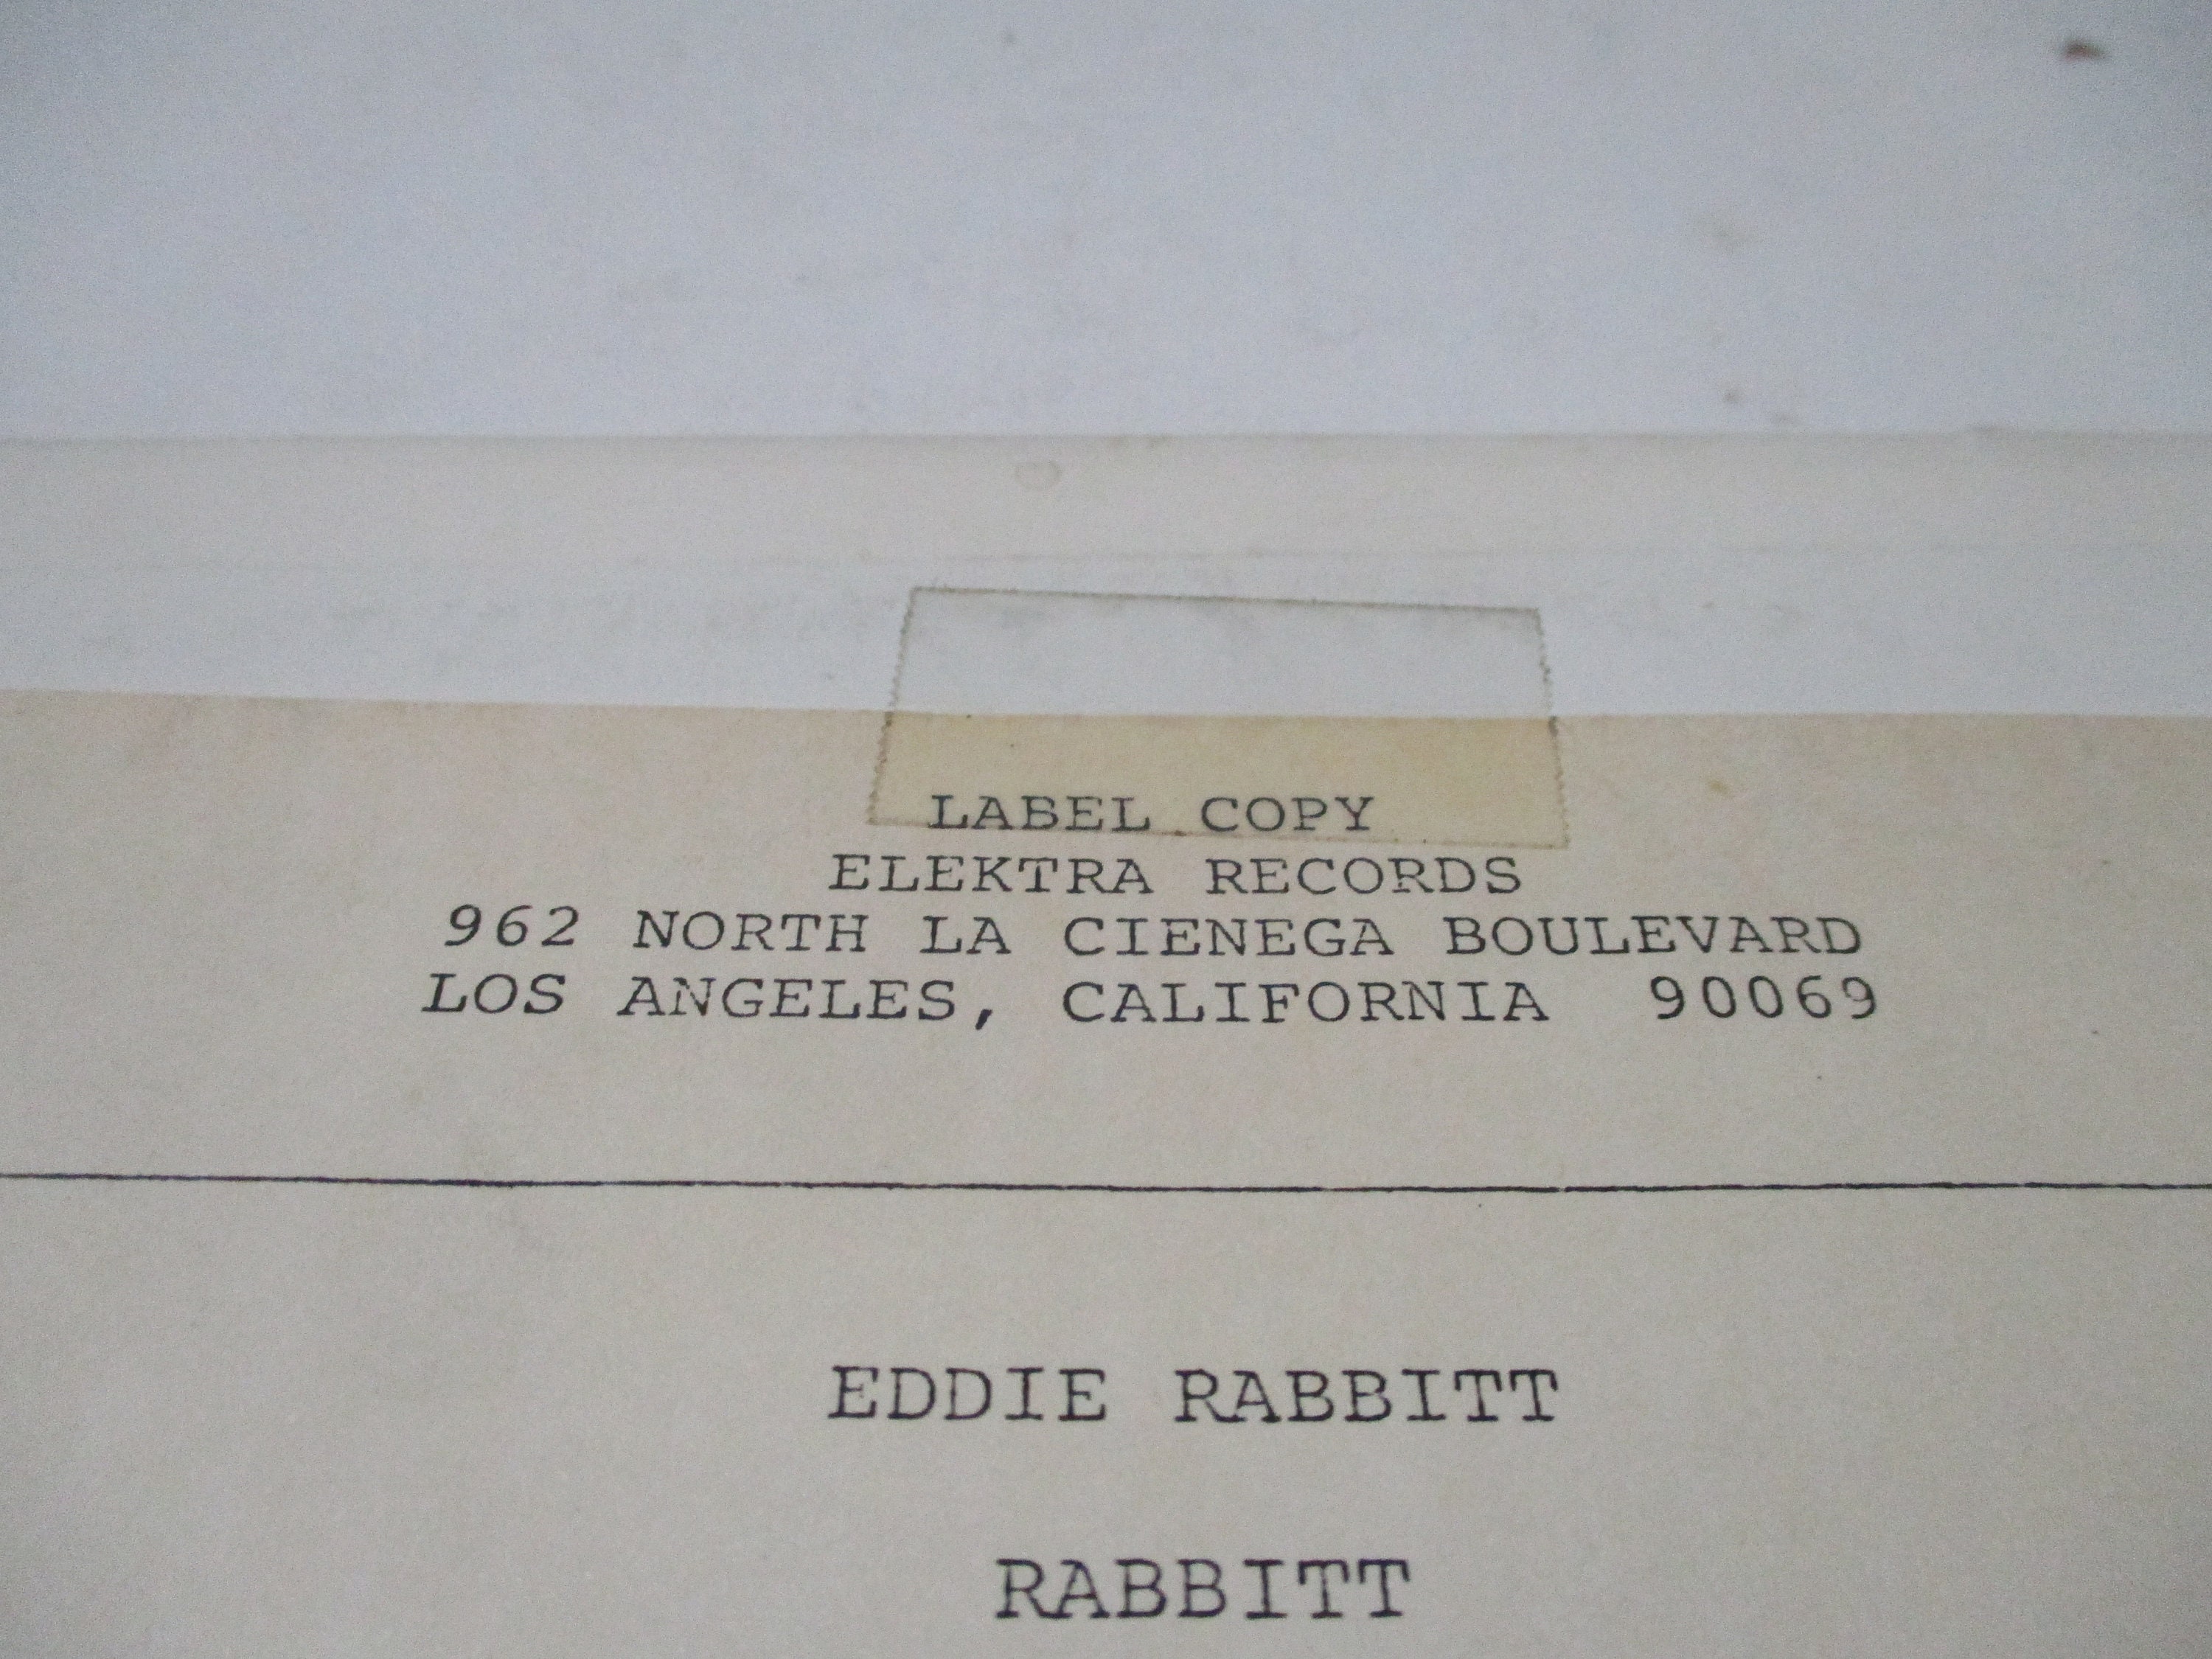 LABEL COPY
ELEKTRA RECORDS
962 NORTH LA CIENEGA BOULEVARD
LOS ANGELES, CALIFORNIA 90069
EDDIE RABBITT
RABBITT